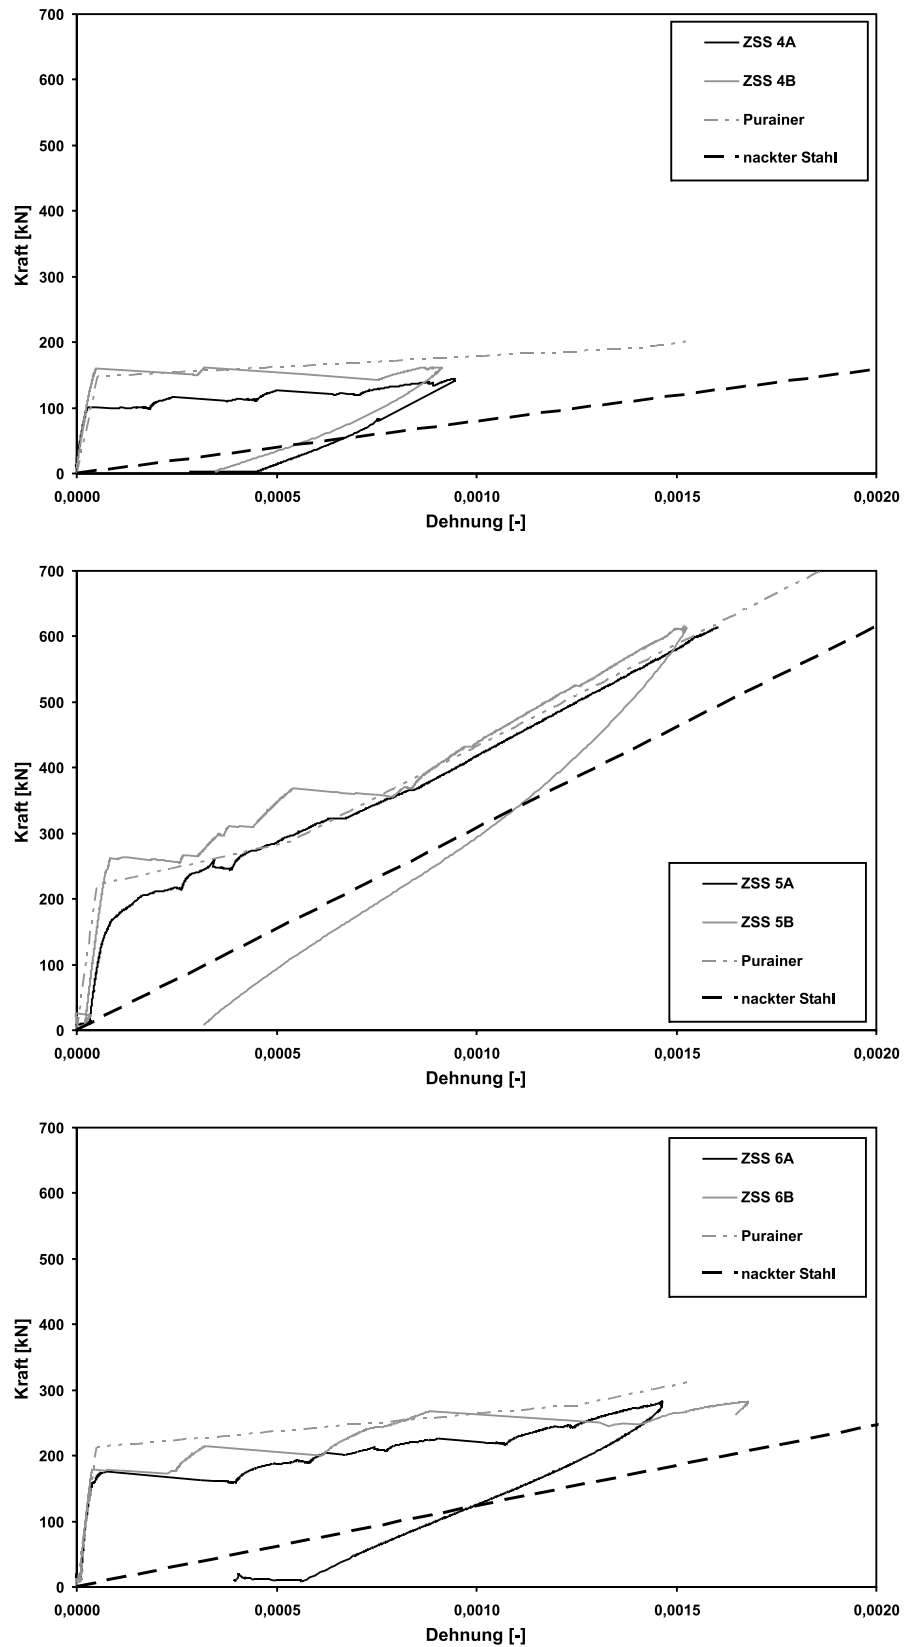 700
600
500
400
300
200
100
0
Kraft [kN]
ZSS 4A
ZSS 4B
Purainer
nackter Stahl
0,0000 0,0005 0,0010 0,0015 0,0020
Dehnung [-]
700
600
500
400
300
200
100
0
Kraft [kN]
ZSS 5A
ZSS 5B
Purainer
nackter Stahl
0,0000 0,0005 0,0010 0,0015 0,0020
Dehnung [-]
700
600
500
400
300
200
100
0
Kraft [kN]
ZSS 6A
ZSS 6B
Purainer
nackter Stahl
0,0000 0,0005 0,0010 0,0015 0,0020
Dehnung [-]